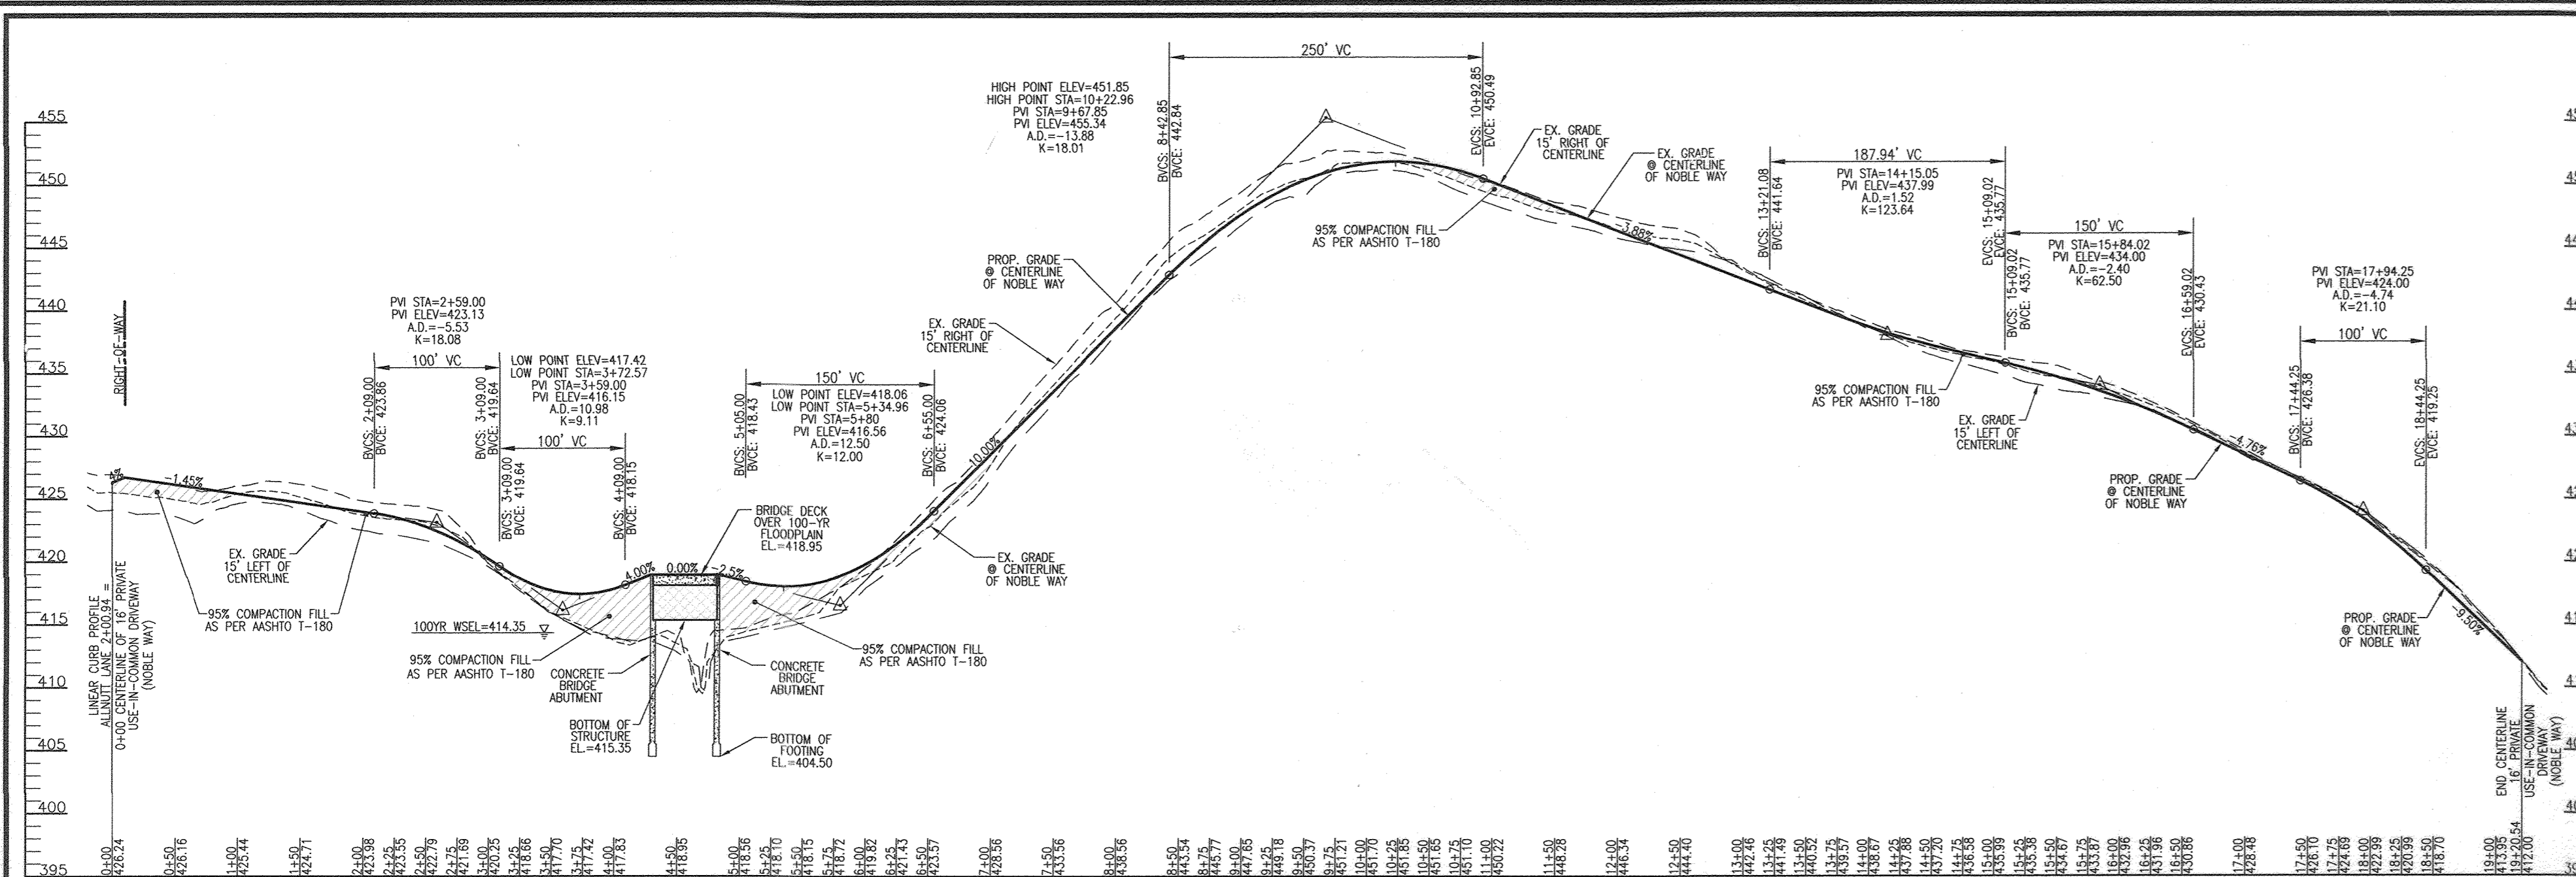 455
450
445
440
435
430
425
420
415
410
405
400
395
RIGHT-OF-WAY
LINEAR CURB PROFILE
ALLNUTT LANE 2+00.94 =
0+00 CENTERLINE OF 16' PRIVATE
USE-IN-COMMON DRIVEWAY
(NOBLE WAY)
-1.45%
EX. GRADE
15' LEFT OF
CENTERLINE
95% COMPACTION FILL
AS PER AASHTO T-180
PVI STA=2+59.00
PVI ELEV=423.13
A.D.=-5.53
K=18.08
100' VC
BVCS: 2+09.00
BVCE: 423.86
BVCS: 3+09.00
BVCE: 419.64
LOW POINT ELEV=417.42
LOW POINT STA=3+72.57
PVI STA=3+59.00
PVI ELEV=416.15
A.D.=10.98
K=9.11
100' VC
BVCS: 3+09.00
BVCE: 419.64
BVCS: 4+09.00
BVCE: 418.15
100YR WSEL=414.35
95% COMPACTION FILL
AS PER AASHTO T-180
CONCRETE
BRIDGE
ABUTMENT
BOTTOM OF
STRUCTURE
EL.=415.35
4.00%
0.00%
-2.5%
BRIDGE DECK
OVER 100-YR
FLOODPLAIN
EL.=418.95
CONCRETE
BRIDGE
ABUTMENT
BOTTOM OF
FOOTING
EL.=404.50
95% COMPACTION FILL
AS PER AASHTO T-180
150' VC
LOW POINT ELEV=418.06
LOW POINT STA=5+34.96
PVI STA=5+80
PVI ELEV=416.56
A.D.=12.50
K=12.00
BVCS: 5+05.00
BVCE: 418.43
BVCS: 6+55.00
BVCE: 424.06
EX. GRADE
@ CENTERLINE
OF NOBLE WAY
10.00%
EX. GRADE
15' RIGHT OF
CENTERLINE
PROP. GRADE
@ CENTERLINE
OF NOBLE WAY
HIGH POINT ELEV=451.85
HIGH POINT STA=10+22.96
PVI STA=9+67.85
PVI ELEV=455.34
A.D.=-13.88
K=18.01
250' VC
BVCS: 8+42.85
BVCE: 442.84
EVCS: 10+92.85
EVCE: 450.49
EX. GRADE
15' RIGHT OF
CENTERLINE
EX. GRADE
@ CENTERLINE
OF NOBLE WAY
95% COMPACTION FILL
AS PER AASHTO T-180
-3.88%
187.94' VC
PVI STA=14+15.05
PVI ELEV=437.99
A.D.=1.52
K=123.64
BVCS: 13+21.08
BVCE: 441.64
EVCS: 15+09.02
EVCE: 435.77
BVCS: 15+09.02
BVCE: 435.77
150' VC
PVI STA=15+84.02
PVI ELEV=434.00
A.D.=-2.40
K=62.50
EVCS: 16+59.02
EVCE: 430.43
95% COMPACTION FILL
AS PER AASHTO T-180
EX. GRADE
15' LEFT OF
CENTERLINE
-4.76%
PROP. GRADE
@ CENTERLINE
OF NOBLE WAY
PVI STA=17+94.25
PVI ELEV=424.00
A.D.=-4.74
K=21.10
100' VC
BVCS: 17+44.25
BVCE: 426.38
EVCS: 18+44.25
EVCE: 419.25
PROP. GRADE
@ CENTERLINE
OF NOBLE WAY
-9.50%
END CENTERLINE
16' PRIVATE
USE-IN-COMMON
DRIVEWAY
(NOBLE WAY)
0+00 426.24
0+50 426.16
1+00 425.44
1+50 424.71
2+00 423.98
2+25 423.55
2+50 422.79
2+75 421.69
3+00 420.25
3+25 418.66
3+50 417.70
3+75 417.42
4+00 417.83
4+50 418.95
5+00 418.56
5+25 418.10
5+50 418.15
5+75 418.72
6+00 419.82
6+25 421.43
6+50 423.57
7+00 428.56
7+50 433.56
8+00 438.56
8+50 443.54
8+75 445.77
9+00 447.65
9+25 449.18
9+50 450.37
9+75 451.21
10+00 451.70
10+25 451.85
10+50 451.65
10+75 451.10
11+00 450.22
11+50 448.28
12+00 446.34
12+50 444.40
13+00 442.46
13+25 441.49
13+50 440.52
13+75 439.57
14+00 438.67
14+25 437.88
14+50 437.20
14+75 436.58
15+00 435.99
15+25 435.38
15+50 434.67
15+75 433.87
16+00 432.96
16+25 431.96
16+50 430.86
17+00 428.48
17+50 426.10
17+75 424.69
18+00 422.99
18+25 420.99
18+50 418.70
19+00 413.95
19+20.54 412.00